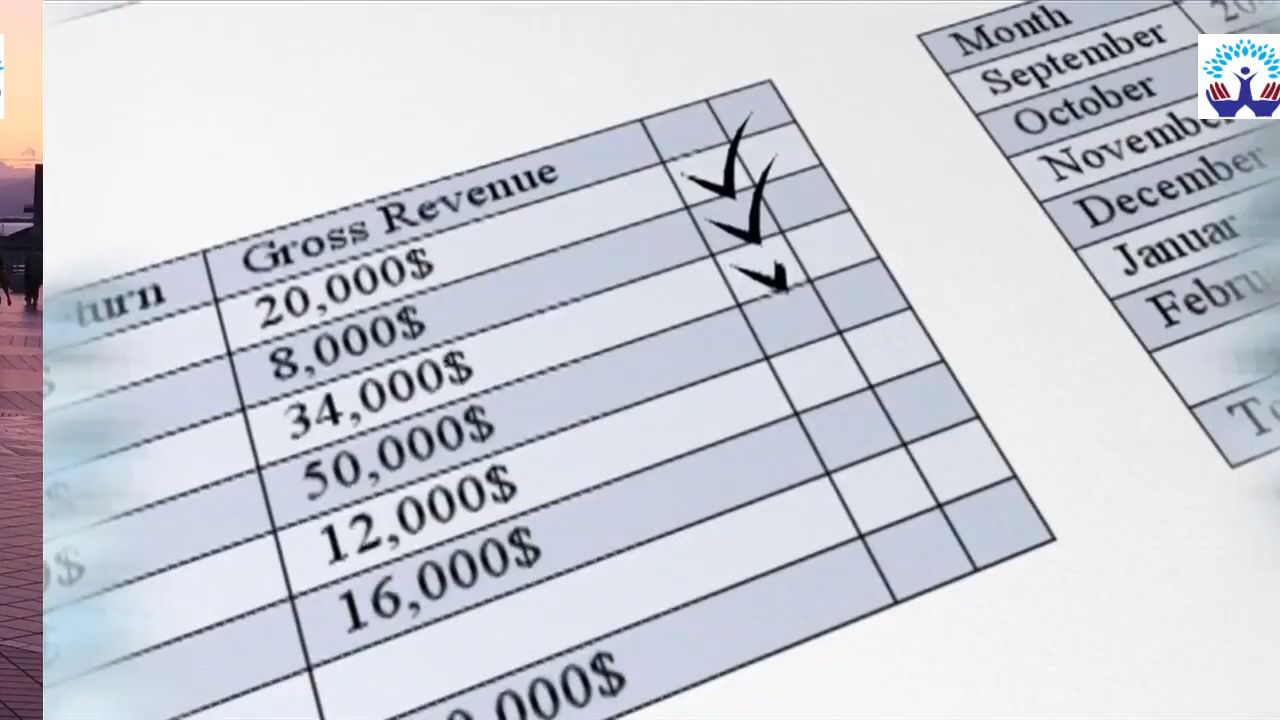 Gross Revenue
20,000$
8,000$
34,000$
50,000$
12,000$
16,000$
Month
September
October
November
December